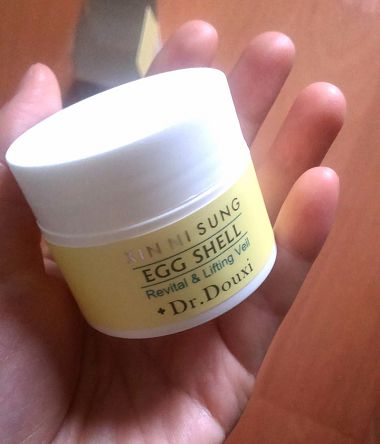 XIN NI SUNG
EGG SHELL
Revital & Lifting Veil
+ Dr.Douxi